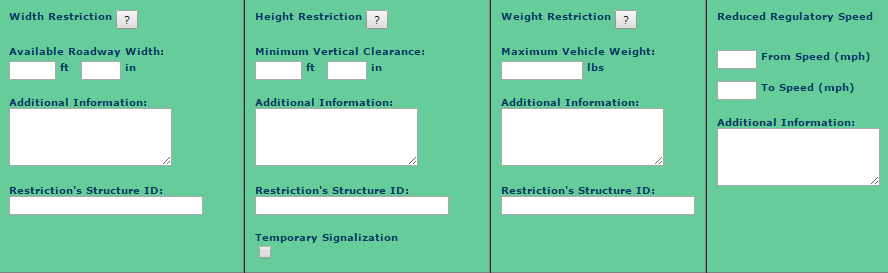 Width Restriction ?
Available Roadway Width:
ft in
Additional Information:
Restriction's Structure ID:
Height Restriction ?
Minimum Vertical Clearance:
ft in
Additional Information:
Restriction's Structure ID:
Temporary Signalization
Weight Restriction ?
Maximum Vehicle Weight:
lbs
Additional Information:
Restriction's Structure ID:
Reduced Regulatory Speed
From Speed (mph)
To Speed (mph)
Additional Information: